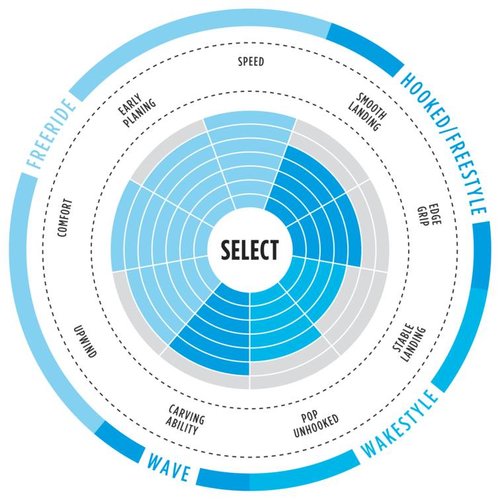 SPEED
SMOOTH
LANDING
HOOKED/FREESTYLE
EDGE
GRIP
STABLE
LANDING
WAKESTYLE
POP
UNHOOKED
CARVING
ABILITY
WAVE
UPWIND
COMFORT
FREERIDE
EARLY
PLANING
SELECT